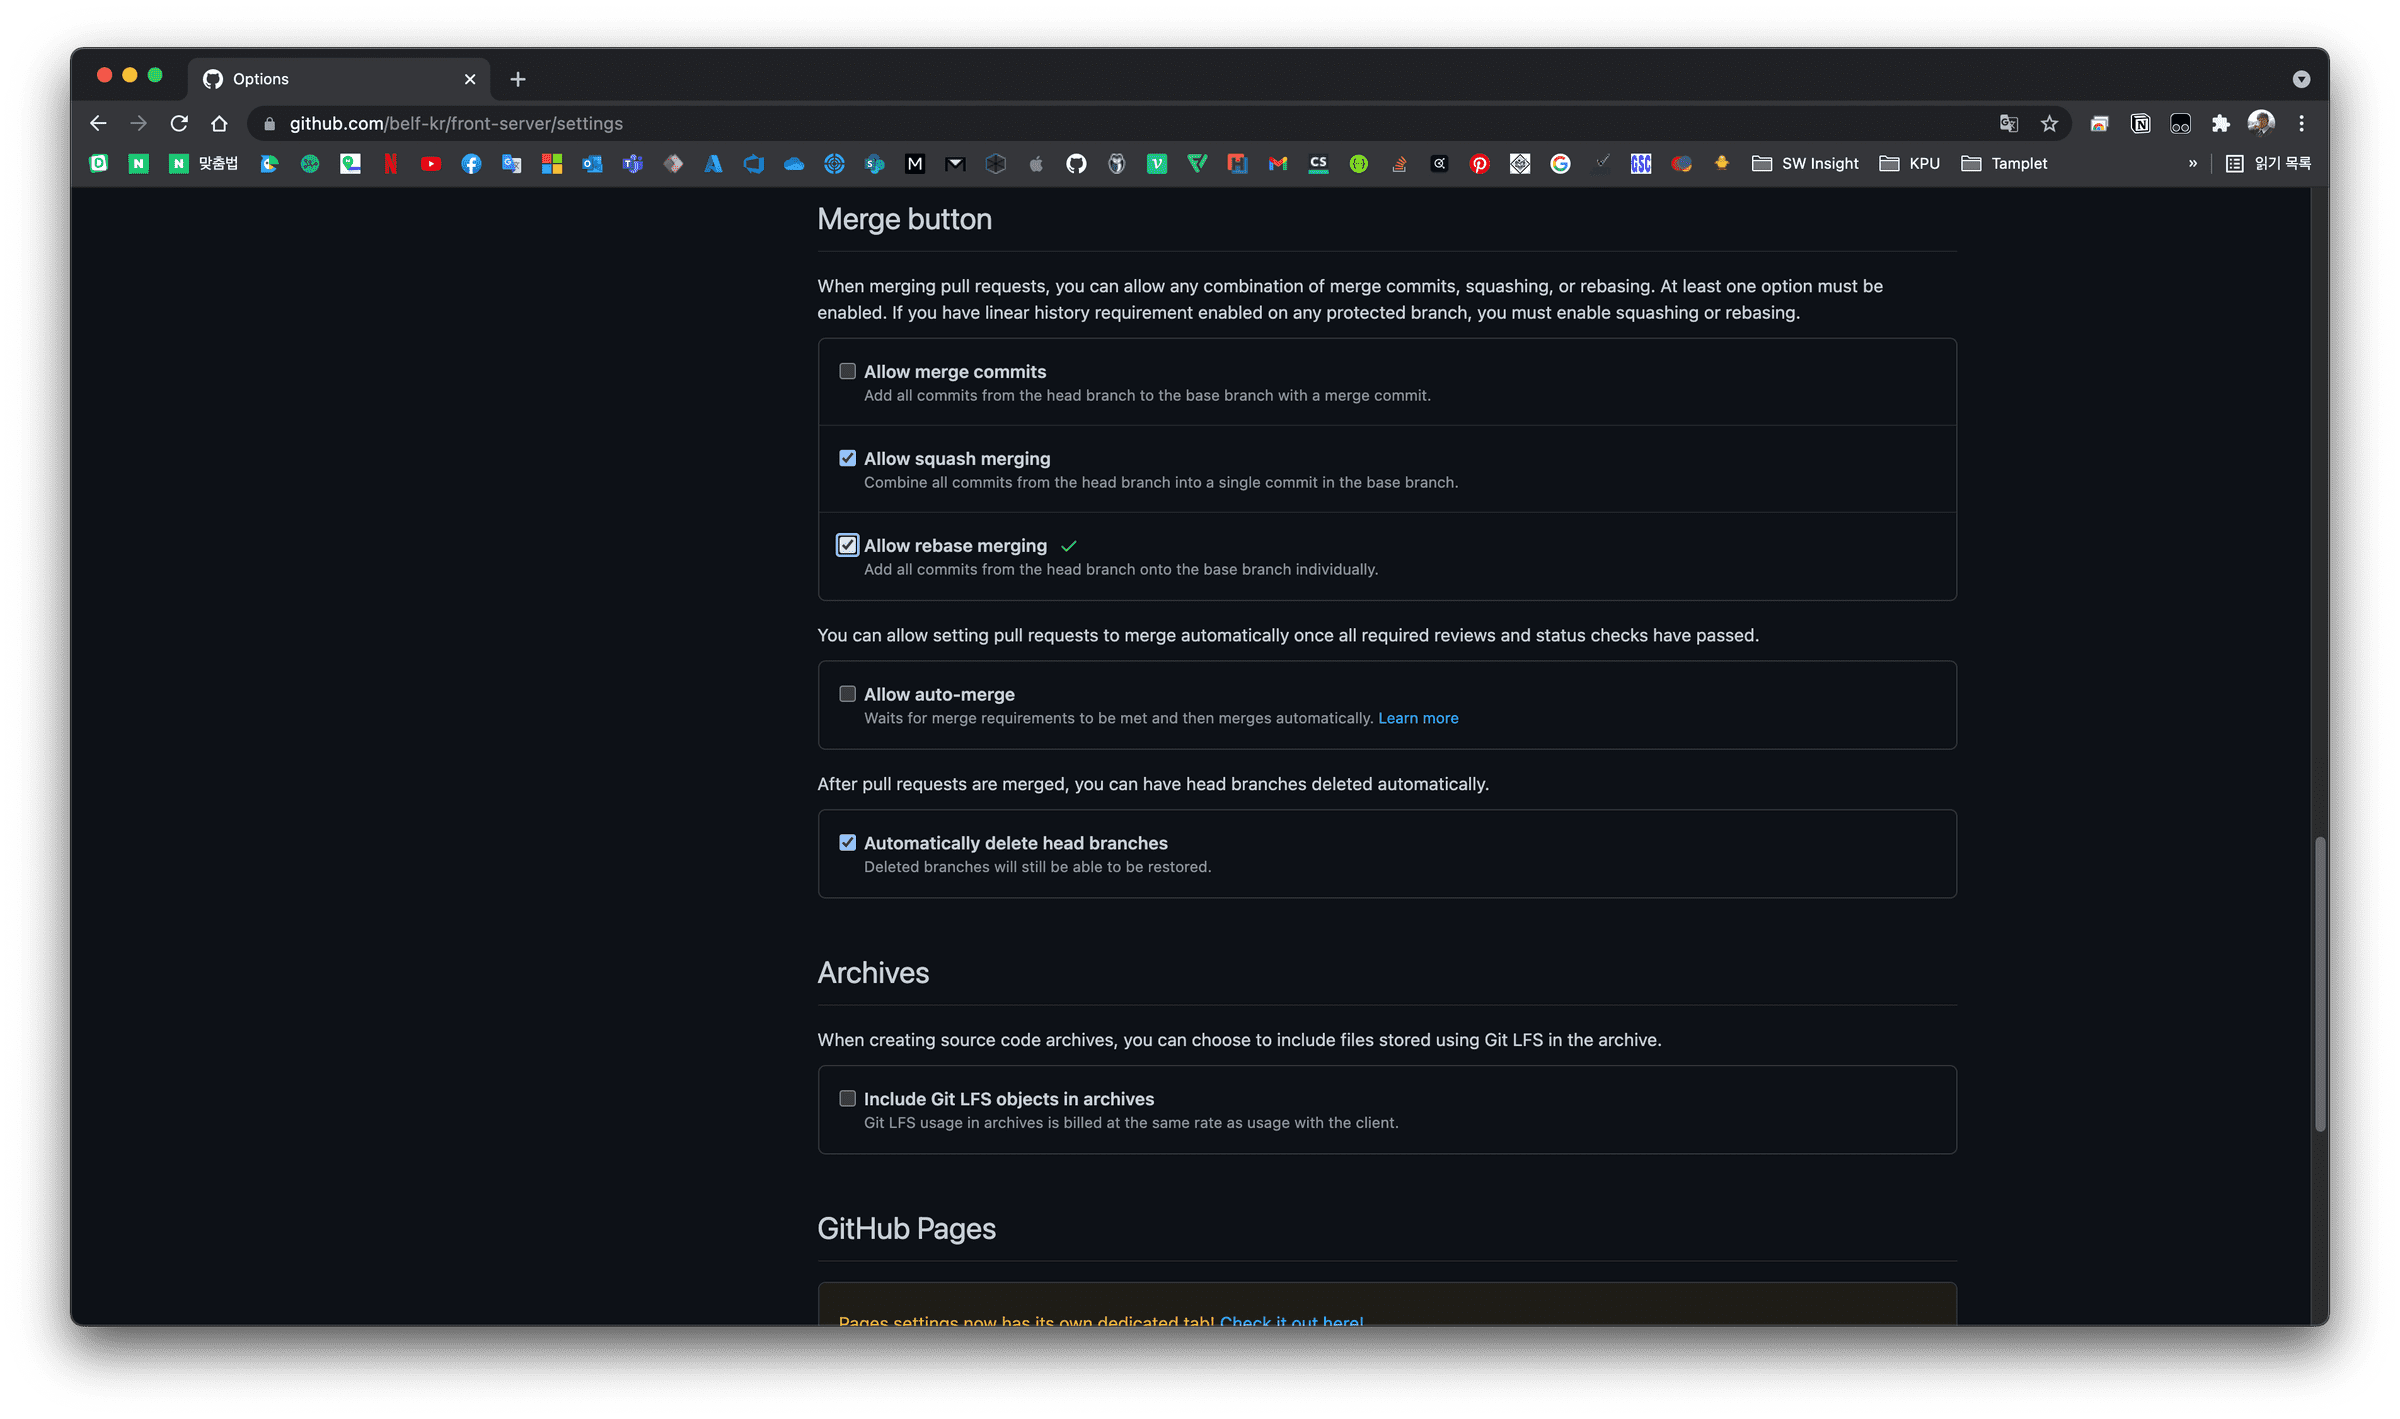 Options
github.com/belf-kr/front-server/settings
맞춤법
SW Insight
KPU
Tamplet
»
읽기 목록
Merge button
When merging pull requests, you can allow any combination of merge commits, squashing, or rebasing. At least one option must be
enabled. If you have linear history requirement enabled on any protected branch, you must enable squashing or rebasing.
Allow merge commits
Add all commits from the head branch to the base branch with a merge commit.
Allow squash merging
Combine all commits from the head branch into a single commit in the base branch.
Allow rebase merging
Add all commits from the head branch onto the base branch individually.
You can allow setting pull requests to merge automatically once all required reviews and status checks have passed.
Allow auto-merge
Waits for merge requirements to be met and then merges automatically. Learn more
After pull requests are merged, you can have head branches deleted automatically.
Automatically delete head branches
Deleted branches will still be able to be restored.
Archives
When creating source code archives, you can choose to include files stored using Git LFS in the archive.
Include Git LFS objects in archives
Git LFS usage in archives is billed at the same rate as usage with the client.
GitHub Pages
Pages settings now has its own dedicated tab! Check it out here!